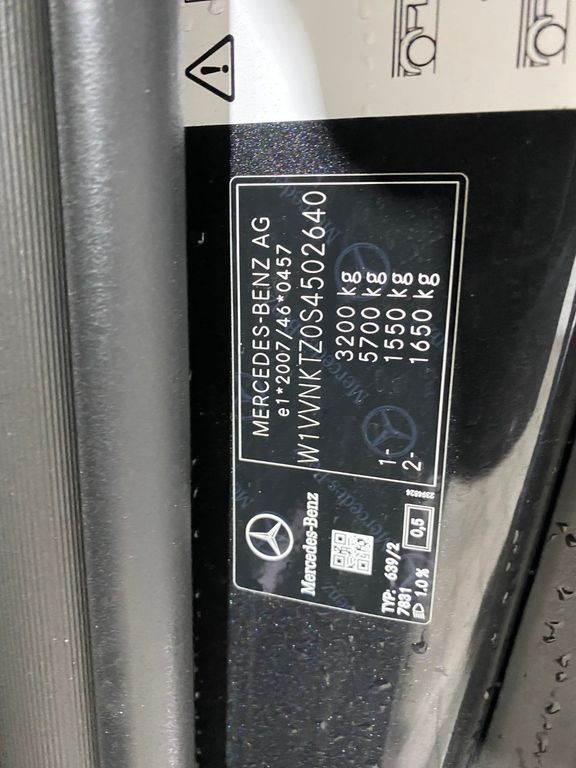 MERCEDES-BENZ AG
e1*2007/46*0457
W1VVNKTZ0S4502640
3200 kg
5700 kg
1- 1550 kg
2- 1650 kg
Mercedes-Benz
TYP: 639/2
7831
1.0 %
0,5
2394826